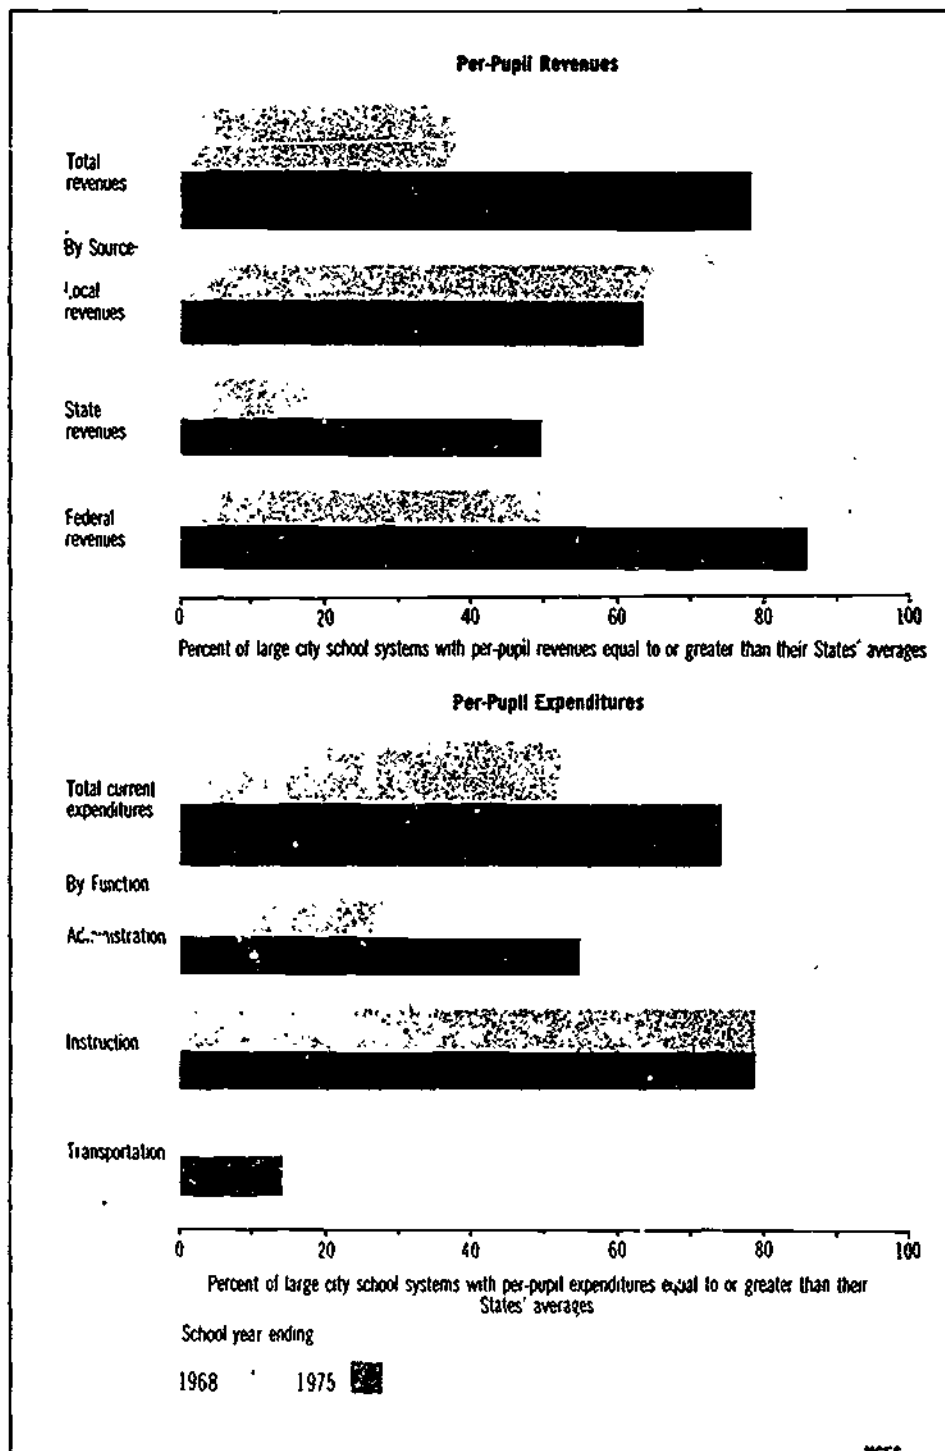 Per-Pupil Revenues
Total
revenues
By Source-
Local
revenues
State
revenues
Federal
revenues
0 20 40 60 80 100
Percent of large city school systems with per-pupil revenues equal to or greater than their States' averages
Per-Pupil Expenditures
Total current
expenditures
By Function
Administration
Instruction
Transportation
0 20 40 60 80 100
Percent of large city school systems with per-pupil expenditures equal to or greater than their
States' averages
School year ending
1968 1975